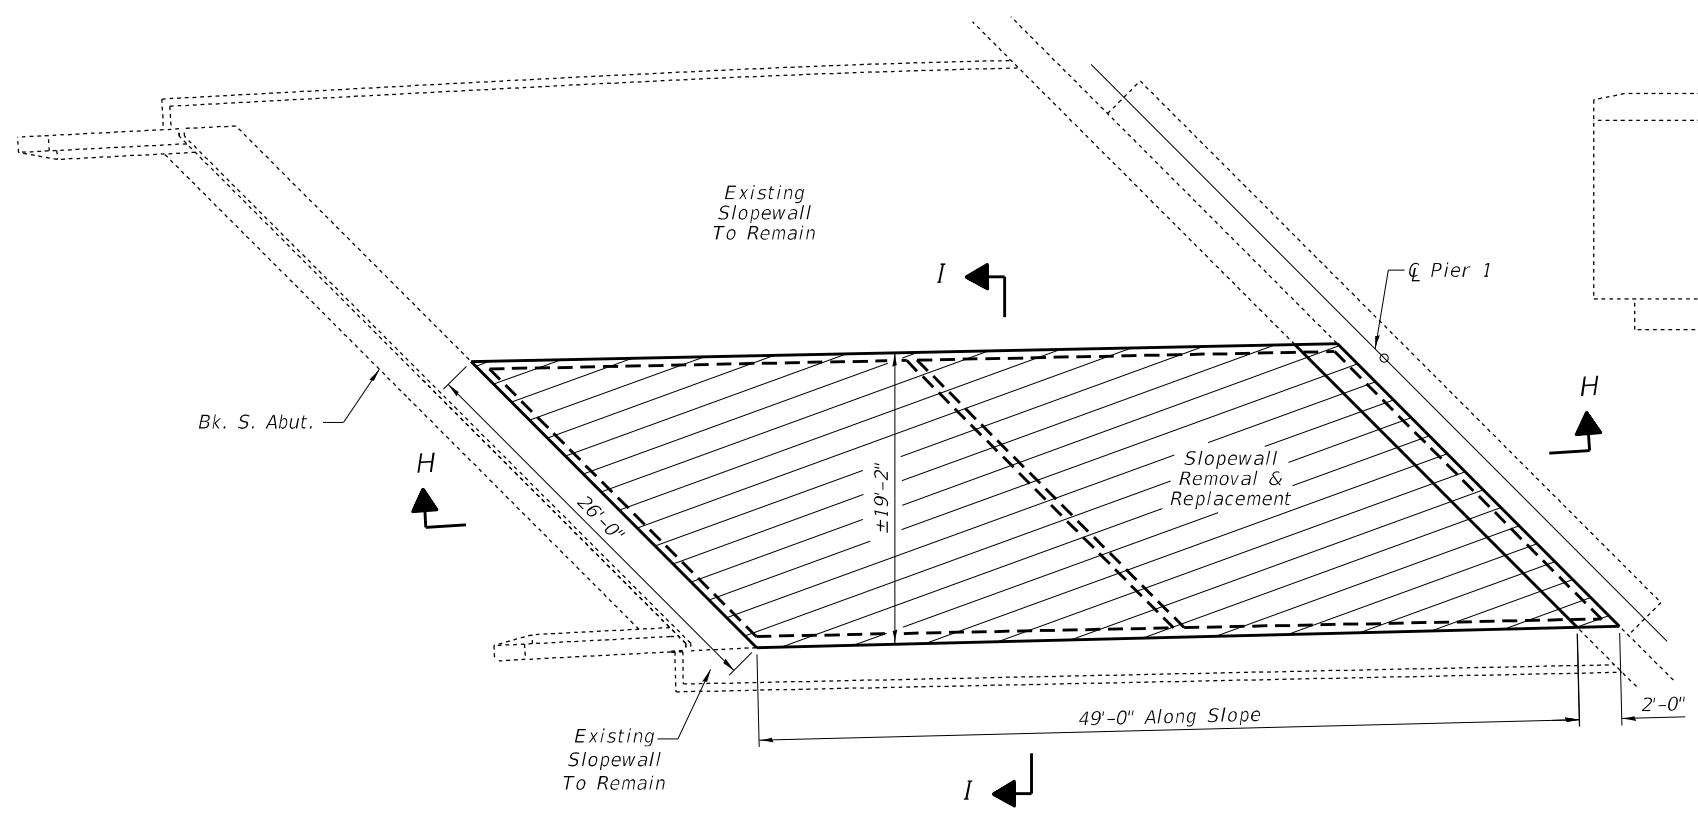 Existing
Slopewall
To Remain
I
℄ Pier 1
H
Bk. S. Abut.
H
26'-0"
±19'-2"
Slopewall
Removal &
Replacement
2'-0"
49'-0" Along Slope
Existing
Slopewall
To Remain
I